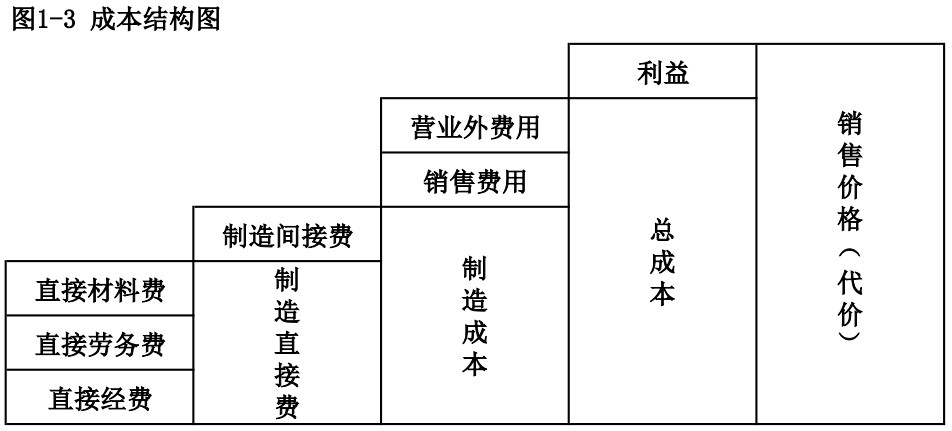 图1-3 成本结构图
利益
营业外费用
销售费用
制造间接费
直接材料费
直接劳务费
直接经费
制造直接费
制造成本
总成本
销售价格(代价)